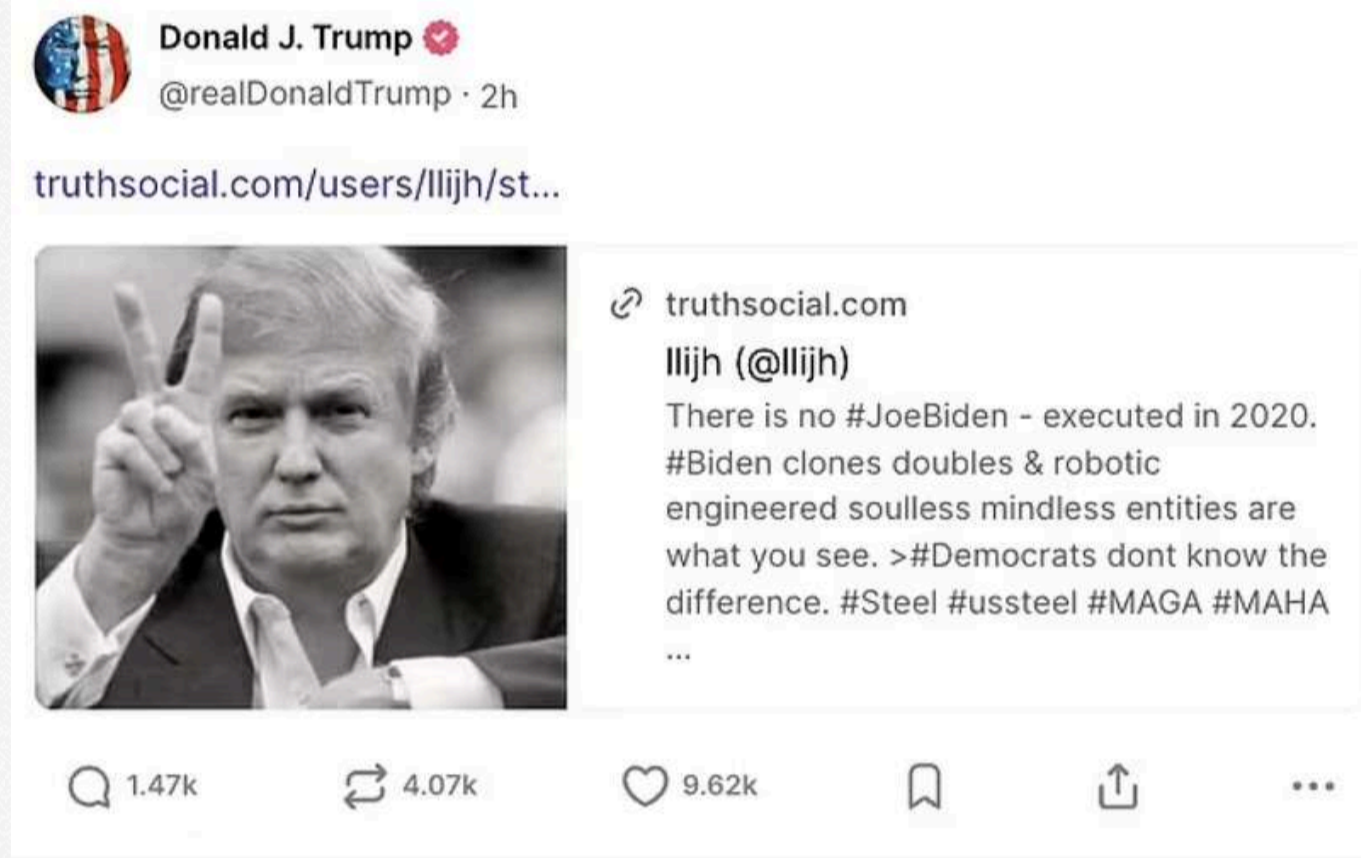 Donald J. Trump
@realDonaldTrump · 2h
truthsocial.com/users/llijh/st...
truthsocial.com
llijh (@llijh)
There is no #JoeBiden - executed in 2020.
#Biden clones doubles & robotic
engineered soulless mindless entities are
what you see. >#Democrats dont know the
difference. #Steel #ussteel #MAGA #MAHA
...
1.47k 4.07k 9.62k